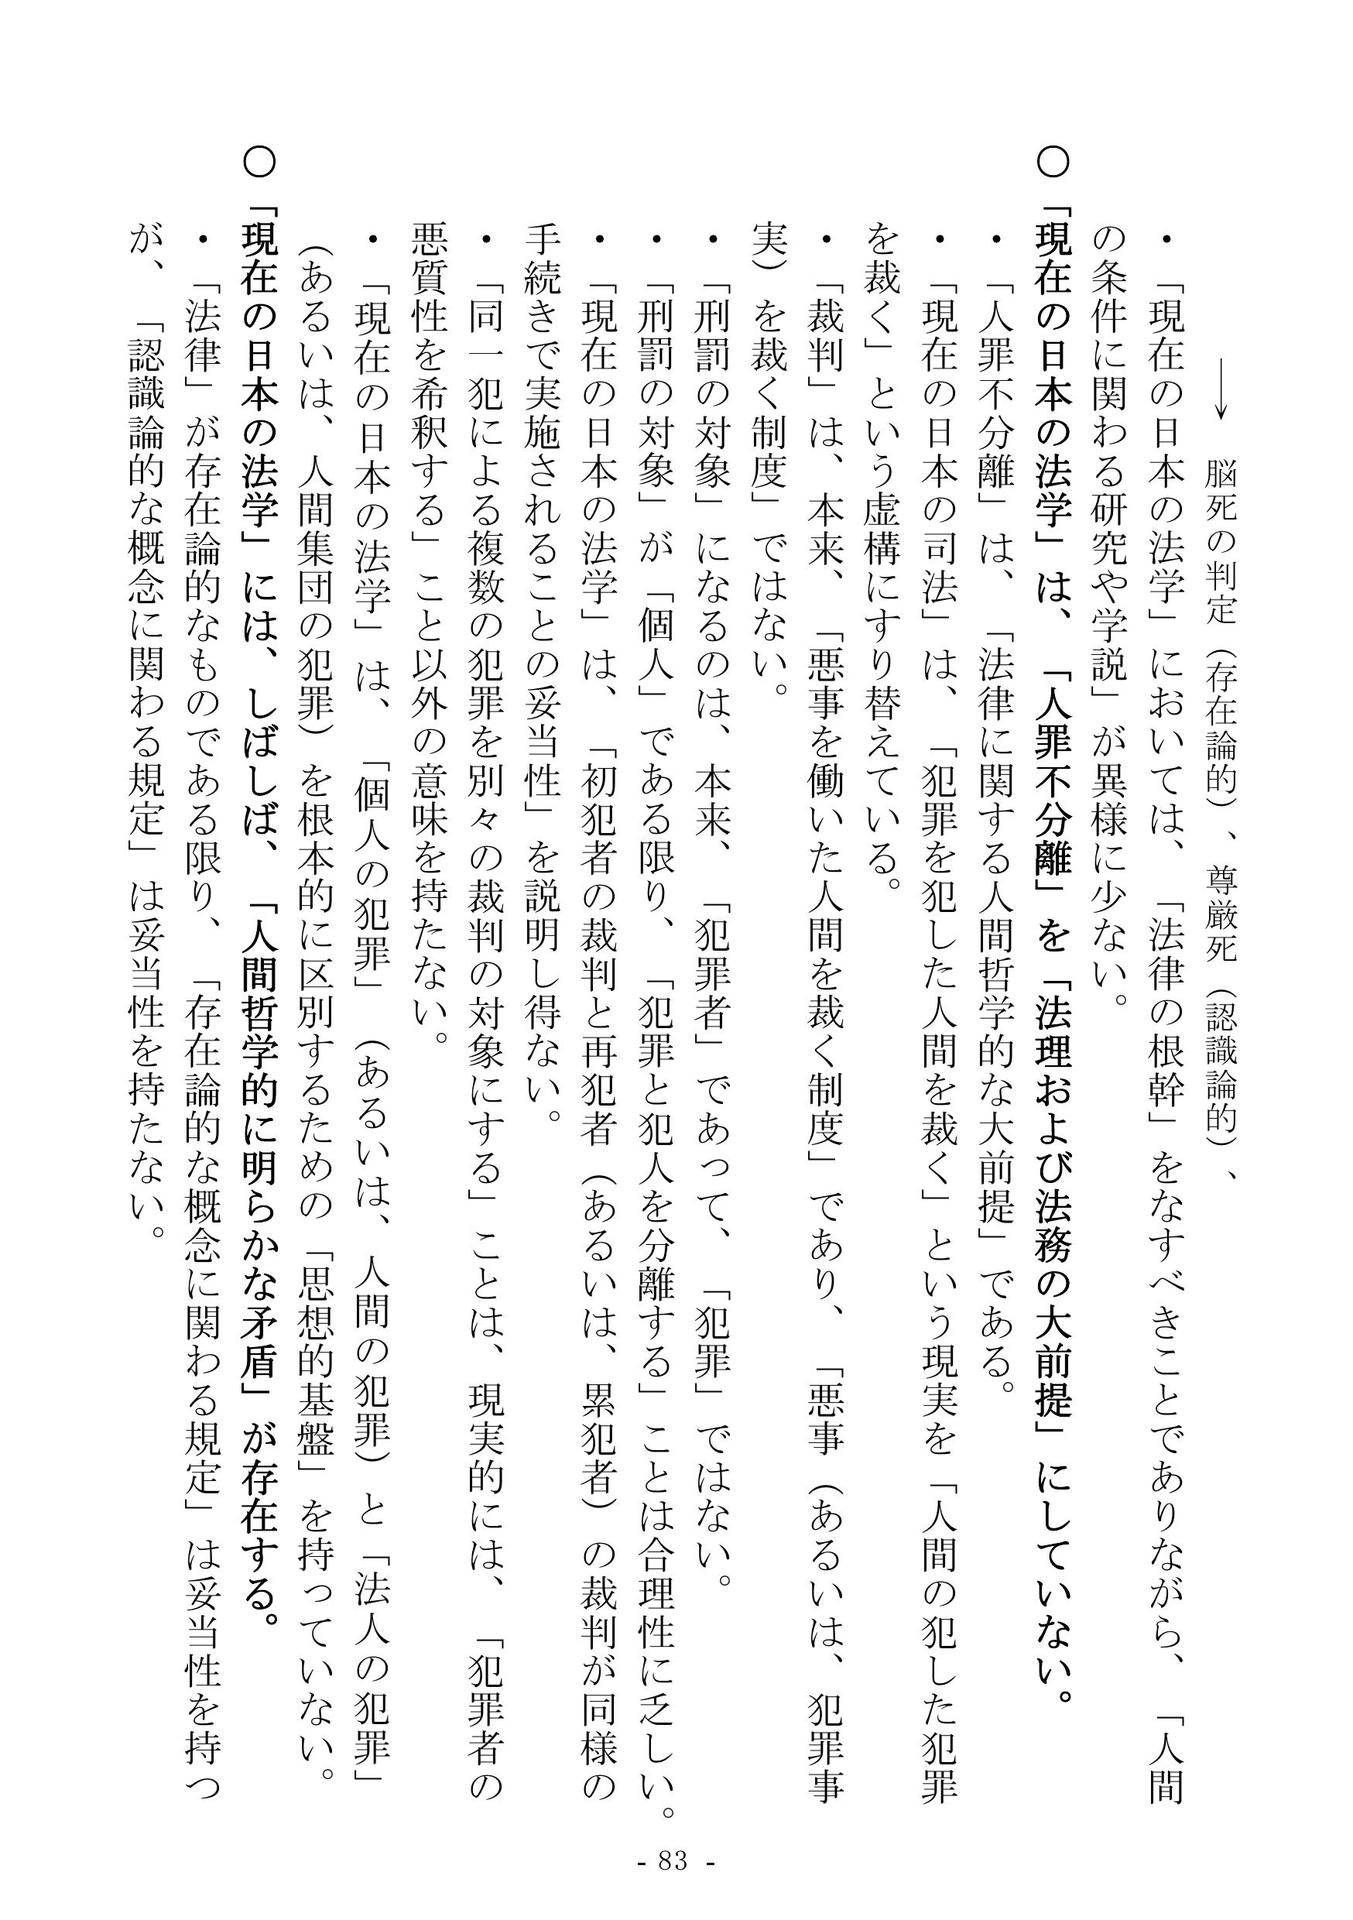 → 脳死の判定（存在論的）、尊厳死（認識論的）、
・「現在の日本の法学」においては、「法律の根幹」をなすべきことでありながら、「人間
の条件に関わる研究や学説」が異様に少ない。
○「現在の日本の法学」は、「人罪不分離」を「法理および法務の大前提」にしていない。
・「人罪不分離」は、「法律に関する人間哲学的な大前提」である。
・「現在の日本の司法」は、「犯罪を犯した人間を裁く」という現実を「人間の犯した犯罪
を裁く」という虚構にすり替えている。
・「裁判」は、本来、「悪事を働いた人間を裁く制度」であり、「悪事（あるいは、犯罪事
実）を裁く制度」ではない。
・「刑罰の対象」になるのは、本来、「犯罪者」であって、「犯罪」ではない。
・「刑罰の対象」が「個人」である限り、「犯罪と犯人を分離する」ことは合理性に乏しい。
・「現在の日本の法学」は、「初犯者の裁判と再犯者（あるいは、累犯者）の裁判が同様の
手続きで実施されることの妥当性」を説明し得ない。
・「同一犯による複数の犯罪を別々の裁判の対象にする」ことは、現実的には、「犯罪者の
悪質性を希釈する」こと以外の意味を持たない。
・「現在の日本の法学」は、「個人の犯罪」（あるいは、人間の犯罪）と「法人の犯罪」
（あるいは、人間集団の犯罪）を根本的に区別するための「思想的基盤」を持っていない。
○「現在の日本の法学」には、しばしば、「人間哲学的に明らかな矛盾」が存在する。
・「法律」が存在論的なものである限り、「存在論的な概念に関わる規定」は妥当性を持つ
が、「認識論的な概念に関わる規定」は妥当性を持たない。
- 83 -